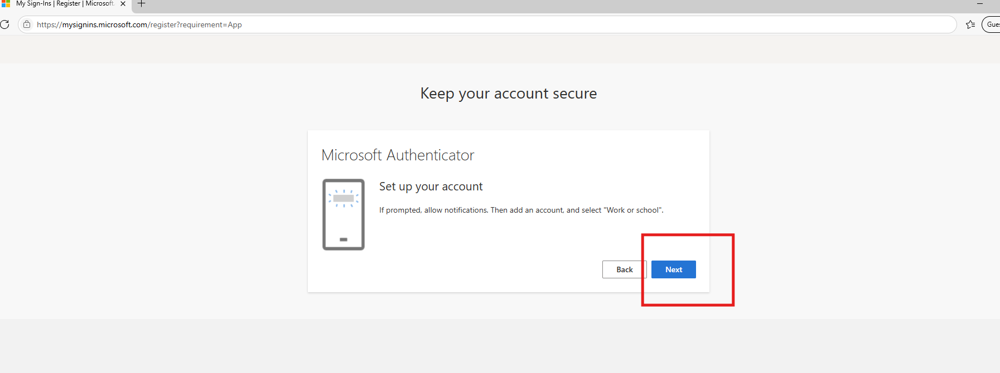 My Sign-Ins | Register | Microsoft
https://mysignins.microsoft.com/register?requirement=App
Keep your account secure
Microsoft Authenticator
Set up your account
If prompted, allow notifications. Then add an account, and select "Work or school".
Back
Next